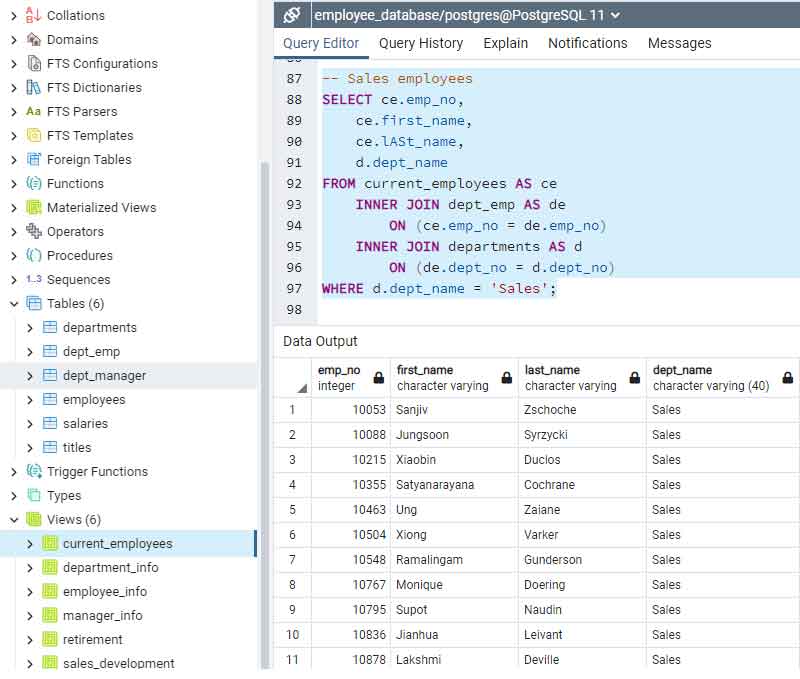 Collations
Domains
FTS Configurations
FTS Dictionaries
Aa FTS Parsers
FTS Templates
Foreign Tables
Functions
Materialized Views
Operators
Procedures
1..3 Sequences
Tables (6)
departments
dept_emp
dept_manager
employees
salaries
titles
Trigger Functions
Types
Views (6)
current_employees
department_info
employee_info
manager_info
retirement
sales_development
employee_database/postgres@PostgreSQL 11
Query Editor Query History Explain Notifications Messages
87 -- Sales employees
88 SELECT ce.emp_no,
89 ce.first_name,
90 ce.lASt_name,
91 d.dept_name
92 FROM current_employees AS ce
93 INNER JOIN dept_emp AS de
94 ON (ce.emp_no = de.emp_no)
95 INNER JOIN departments AS d
96 ON (de.dept_no = d.dept_no)
97 WHERE d.dept_name = 'Sales';
98
Data Output
emp_no first_name last_name dept_name
integer character varying character varying character varying (40)
1 10053 Sanjiv Zschoche Sales
2 10088 Jungsoon Syrzycki Sales
3 10215 Xiaobin Duclos Sales
4 10355 Satyanarayana Cochrane Sales
5 10463 Ung Zaiane Sales
6 10504 Xiong Varker Sales
7 10548 Ramalingam Gunderson Sales
8 10767 Monique Doering Sales
9 10795 Supot Naudin Sales
10 10836 Jianhua Leivant Sales
11 10878 Lakshmi Deville Sales